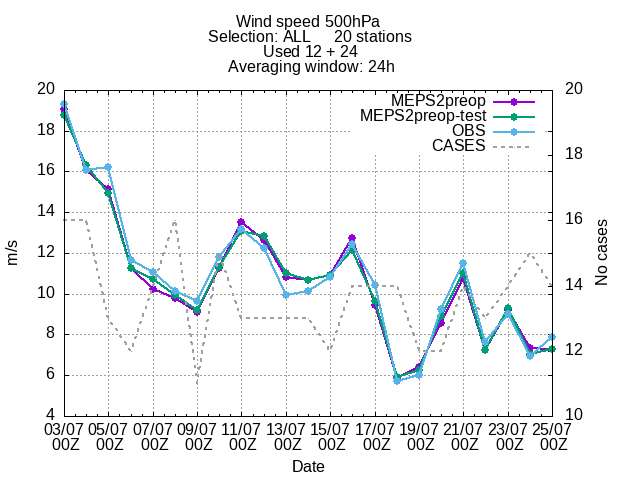 Wind speed 500hPa
Selection: ALL 20 stations
Used 12 + 24
Averaging window: 24h
MEPS2preop
MEPS2preop-test
OBS
CASES
20
18
16
14
12
10
8
6
4
m/s
20
18
16
14
12
10
No cases
03/07 05/07 07/07 09/07 11/07 13/07 15/07 17/07 19/07 21/07 23/07 25/07
00Z 00Z 00Z 00Z 00Z 00Z 00Z 00Z 00Z 00Z 00Z 00Z
Date